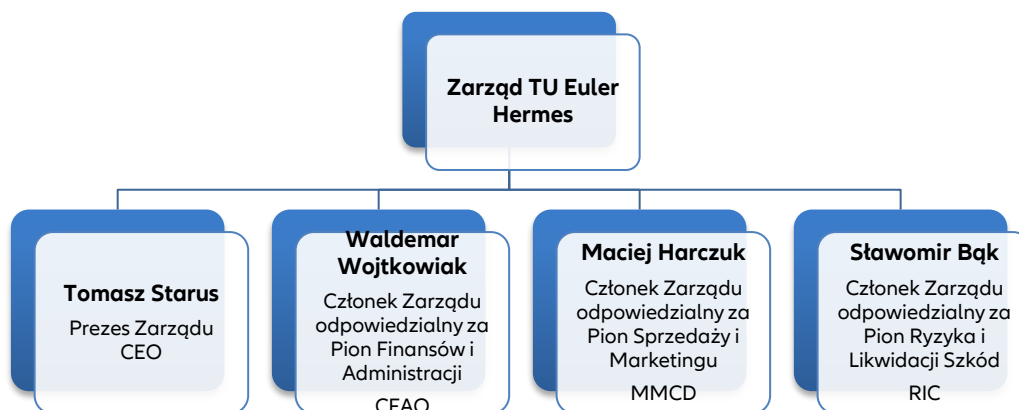 Zarząd TU Euler
Hermes
Tomasz Starus
Prezes Zarządu
CEO
Waldemar
Wojtkowiak
Członek Zarządu
odpowiedzialny za
Pion Finansów i
Administracji
CFAO
Maciej Harczuk
Członek Zarządu
odpowiedzialny za
Pion Sprzedaży i
Marketingu
MMCD
Sławomir Bąk
Członek Zarządu
odpowiedzialny za
Pion Ryzyka i
Likwidacji Szkód
RIC